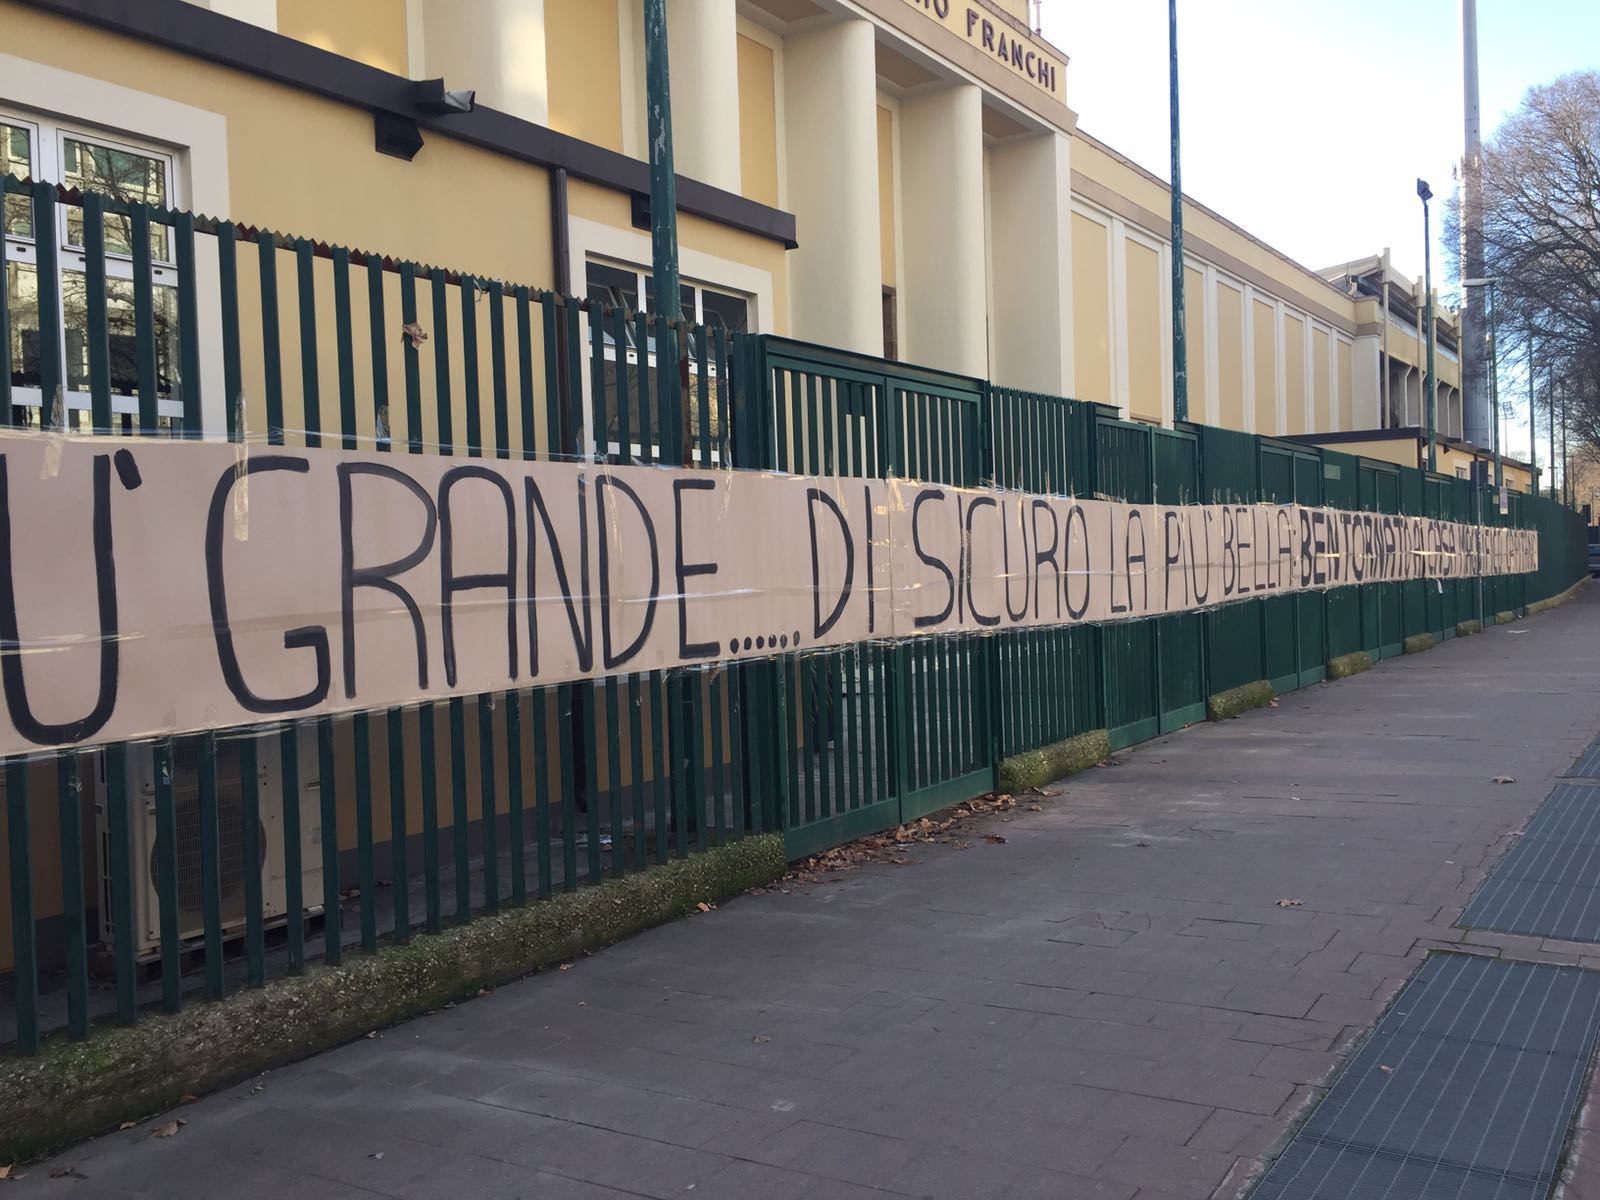 FRANCHI
GRANDE......DI SICURO LA PIU' BELLA: BENTORNATO A CASA